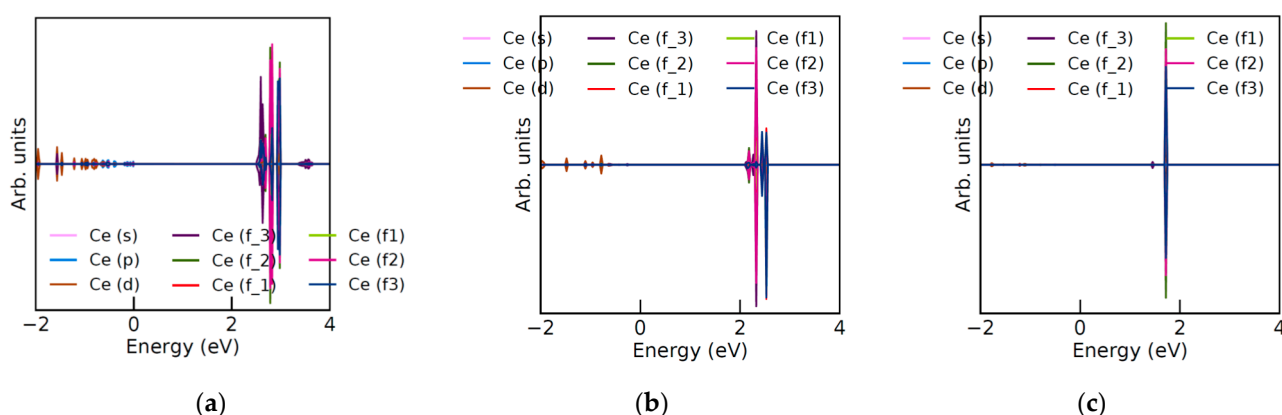 Arb. units
Ce (s)
Ce (p)
Ce (d)
Ce (f_3)
Ce (f_2)
Ce (f_1)
Ce (f1)
Ce (f2)
Ce (f3)
−2
0
2
4
Energy (eV)
(a)
Arb. units
Ce (s)
Ce (p)
Ce (d)
Ce (f_3)
Ce (f_2)
Ce (f_1)
Ce (f1)
Ce (f2)
Ce (f3)
−2
0
2
4
Energy (eV)
(b)
Arb. units
Ce (s)
Ce (p)
Ce (d)
Ce (f_3)
Ce (f_2)
Ce (f_1)
Ce (f1)
Ce (f2)
Ce (f3)
−2
0
2
4
Energy (eV)
(c)